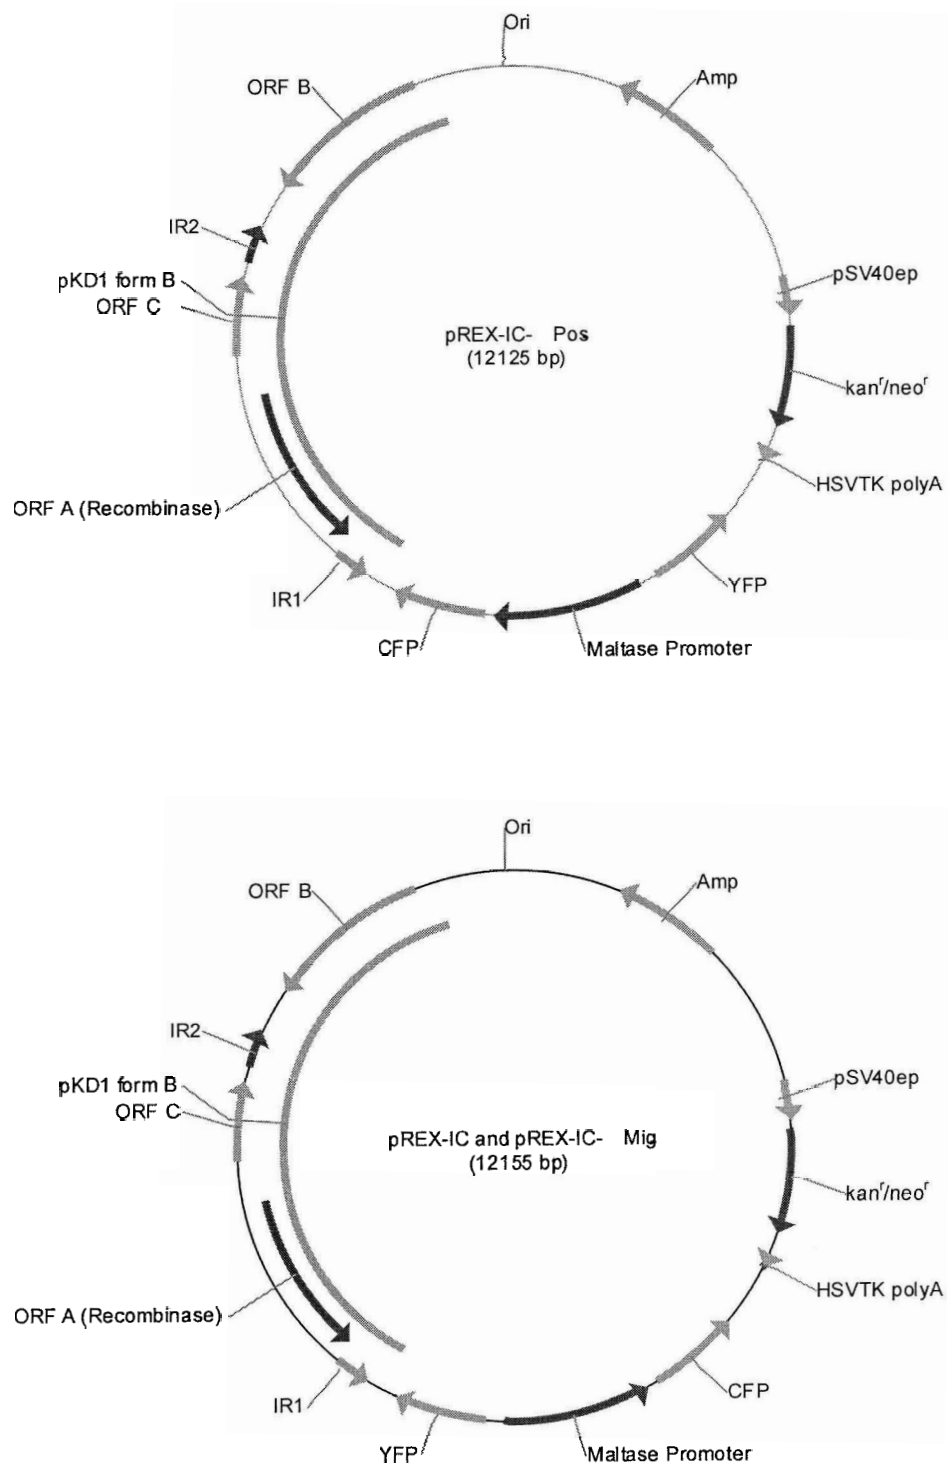 Ori
ORF B
Amp
IR2
pSV40ep
pKD1 form B
ORF C
pREX-IC- Pos
(12125 bp)
kanʳ/neoʳ
HSVTK polyA
ORF A (Recombinase)
YFP
IR1
CFP
Maltase Promoter
Ori
ORF B
Amp
IR2
pSV40ep
pKD1 form B
ORF C
pREX-IC and pREX-IC- Mig
(12155 bp)
kanʳ/neoʳ
HSVTK polyA
ORF A (Recombinase)
CFP
IR1
YFP
Maltase Promoter